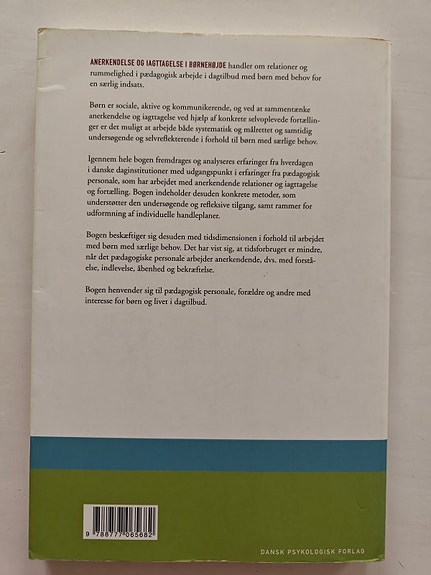 ANERKENDELSE OG IAGTTAGELSE I BØRNEHØJDE handler om relationer og
rummelighed i pædagogisk arbejde i dagtilbud med børn med behov for
en særlig indsats.
Børn er sociale, aktive og kommunikerende, og ved at sammentænke
anerkendelse og iagttagelse ved hjælp af konkrete selvoplevede fortællin-
ger er det muligt at arbejde både systematisk og målrettet og samtidig
undersøgende og selvreflekterende i forhold til børn med særlige behov.
Igennem hele bogen fremdrages og analyseres erfaringer fra hverdagen
i danske daginstitutioner med udgangspunkt i erfaringer fra pædagogisk
personale, som har arbejdet med anerkendende relationer og iagttagelse
og fortælling. Bogen indeholder desuden konkrete metoder, som
understøtter den undersøgende og refleksive tilgang, samt rammer for
udformning af individuelle handleplaner.
Bogen beskæftiger sig desuden med tidsdimensionen i forhold til arbejdet
med børn med særlige behov. Det har vist sig, at tidsforbruget er mindre,
når det pædagogiske personale arbejder anerkendende, dvs. med forstå-
else, indlevelse, åbenhed og bekræftelse.
Bogen henvender sig til pædagogisk personale, forældre og andre med
interesse for børn og livet i dagtilbud.
9 788777 085682
DANSK PSYKOLOGISK FORLAG